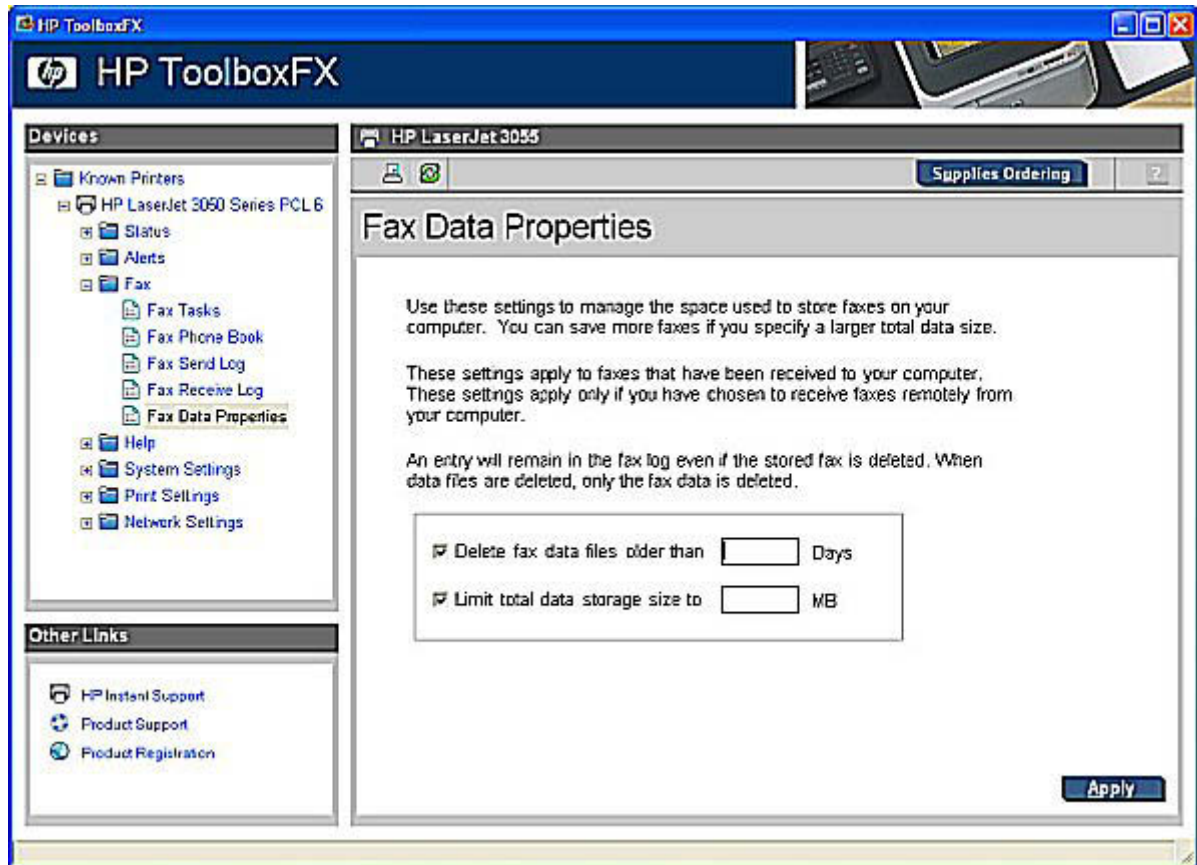 HP ToolboxFX
hp HP ToolboxFX
Devices
Known Printers
HP LaserJet 3050 Series PCL 6
Status
Alerts
Fax
Fax Tasks
Fax Phone Book
Fax Send Log
Fax Receive Log
Fax Data Properties
Help
System Settings
Print Settings
Network Settings
Other Links
HP Instant Support
Product Support
Product Registration
HP LaserJet 3055
Supplies Ordering
?
Fax Data Properties
Use these settings to manage the space used to store faxes on your
computer. You can save more faxes if you specify a larger total data size.
These settings apply to faxes that have been received to your computer.
These settings apply only if you have chosen to receive faxes remotely from
your computer.
An entry will remain in the fax log even if the stored fax is deleted. When
data files are deleted, only the fax data is deleted.
Delete fax data files older than Days
Limit total data storage size to MB
Apply